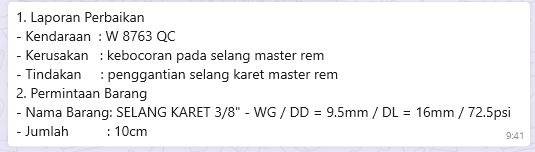 1. Laporan Perbaikan
- Kendaraan : W 8763 QC
- Kerusakan : kebocoran pada selang master rem
- Tindakan : penggantian selang karet master rem
2. Permintaan Barang
- Nama Barang: SELANG KARET 3/8" - WG / DD = 9.5mm / DL = 16mm / 72.5psi
- Jumlah : 10cm
9:41